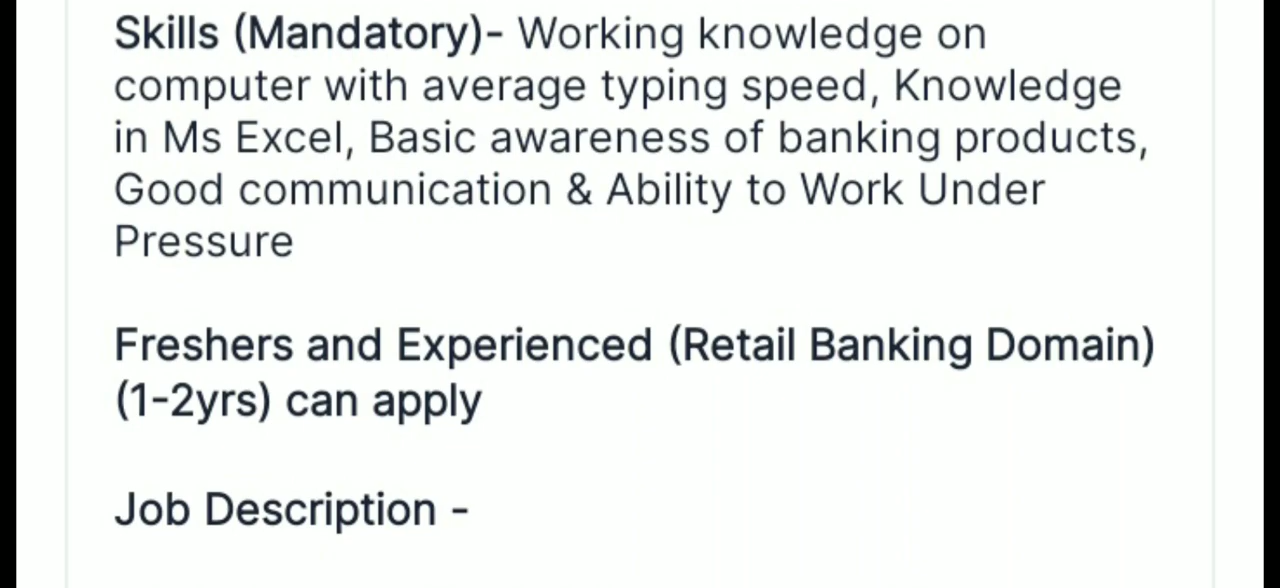 Skills (Mandatory)- Working knowledge on
computer with average typing speed, Knowledge
in Ms Excel, Basic awareness of banking products,
Good communication & Ability to Work Under
Pressure
Freshers and Experienced (Retail Banking Domain)
(1-2yrs) can apply
Job Description -